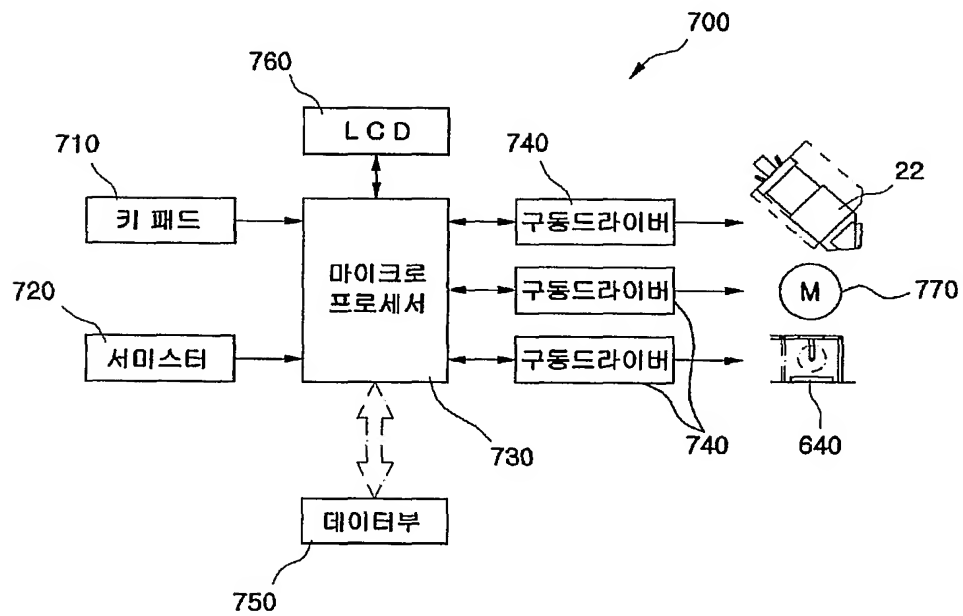 700
760
LCD
710
740
22
키 패드
구동드라이버
마이크로
프로세서
720
구동드라이버
M
770
서미스터
구동드라이버
730
740
640
데이터부
750